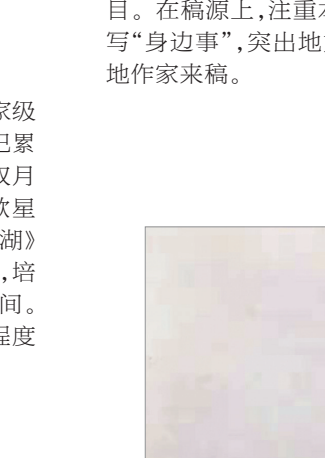 家级
已累
双月
歌星
湖》
,培
间。
程度
目。在稿源上,注重本
写“身边事”,突出地
地作家来稿。